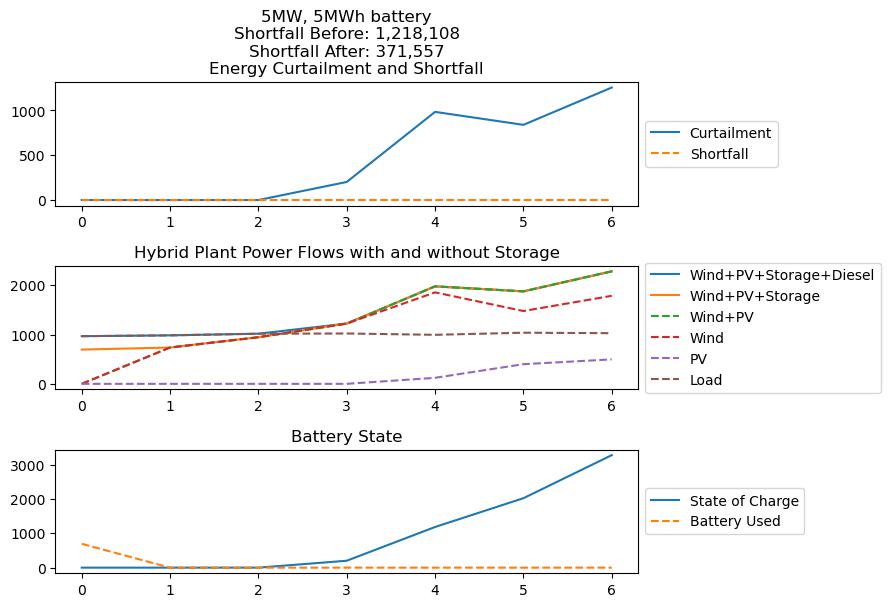 5MW, 5MWh battery
Shortfall Before: 1,218,108
Shortfall After: 371,557
Energy Curtailment and Shortfall
1000
500
0
0 1 2 3 4 5 6
Curtailment
Shortfall
Hybrid Plant Power Flows with and without Storage
2000
1000
0
0 1 2 3 4 5 6
Wind+PV+Storage+Diesel
Wind+PV+Storage
Wind+PV
Wind
PV
Load
Battery State
3000
2000
1000
0
0 1 2 3 4 5 6
State of Charge
Battery Used